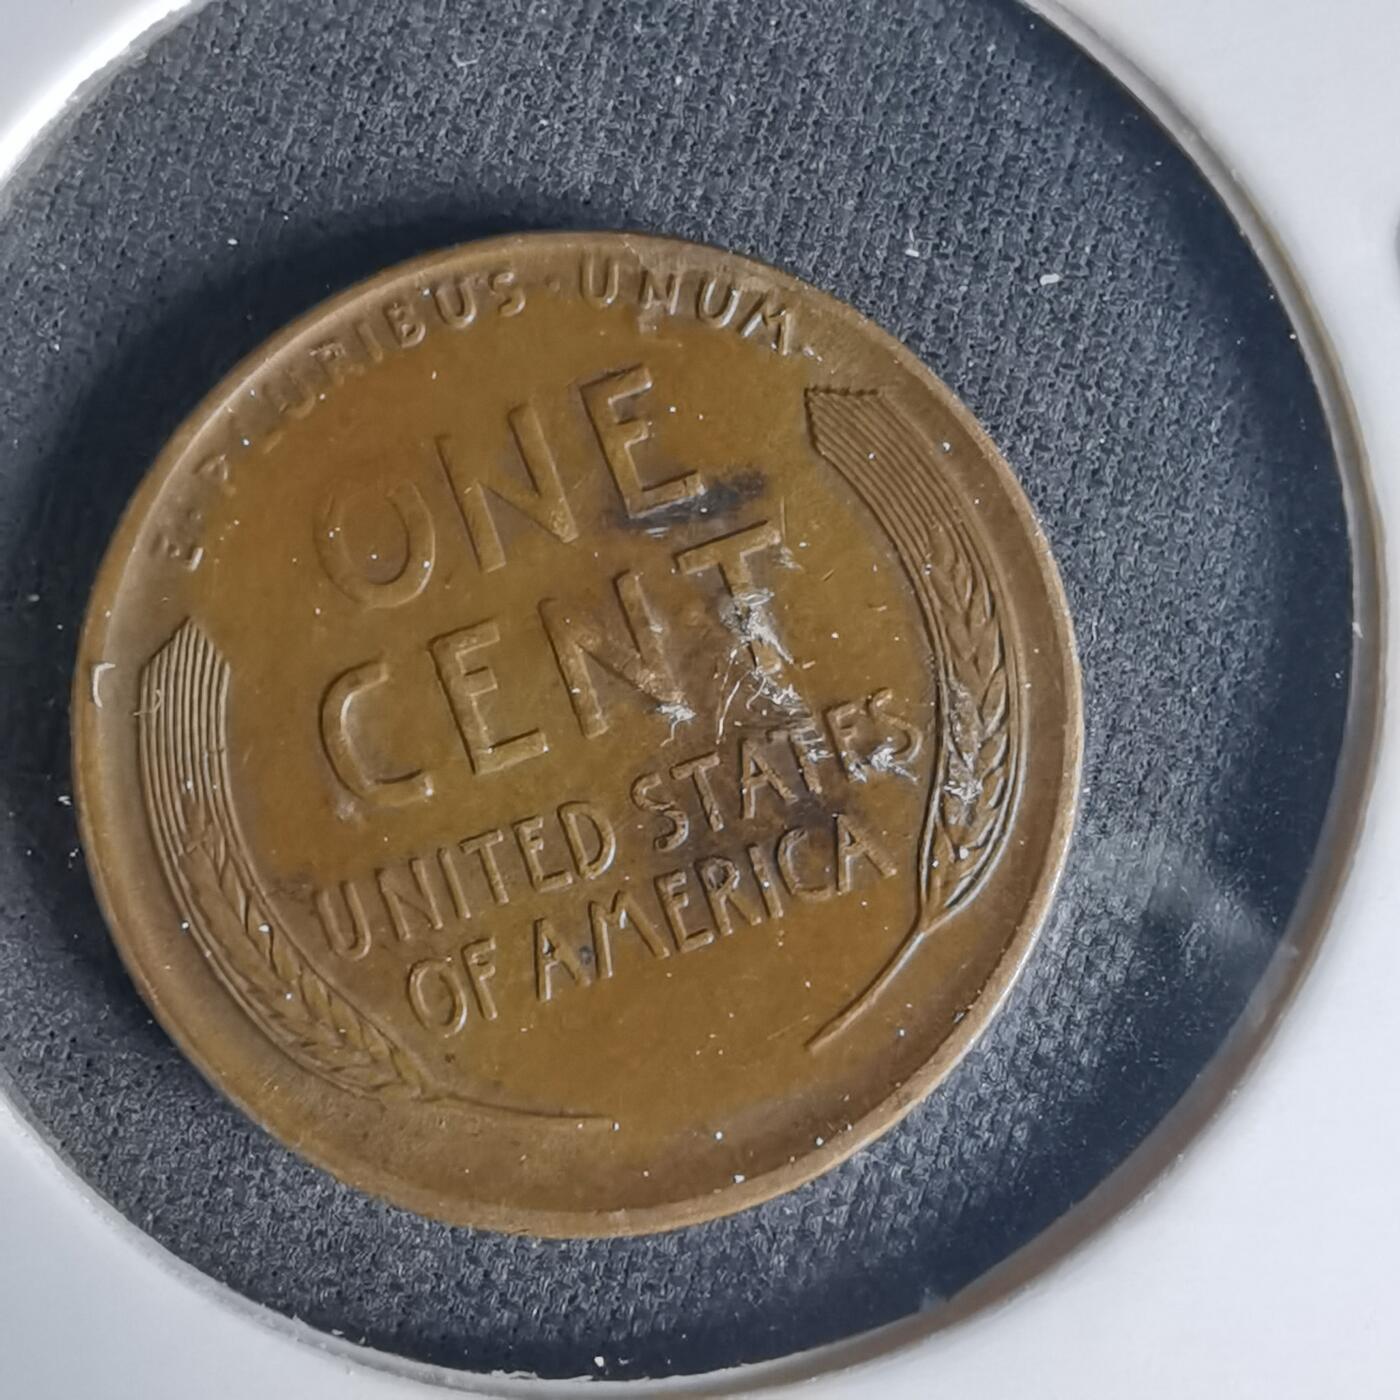 E · PLURIBUS · UNUM
ONE
CENT
UNITED STATES
OF AMERICA